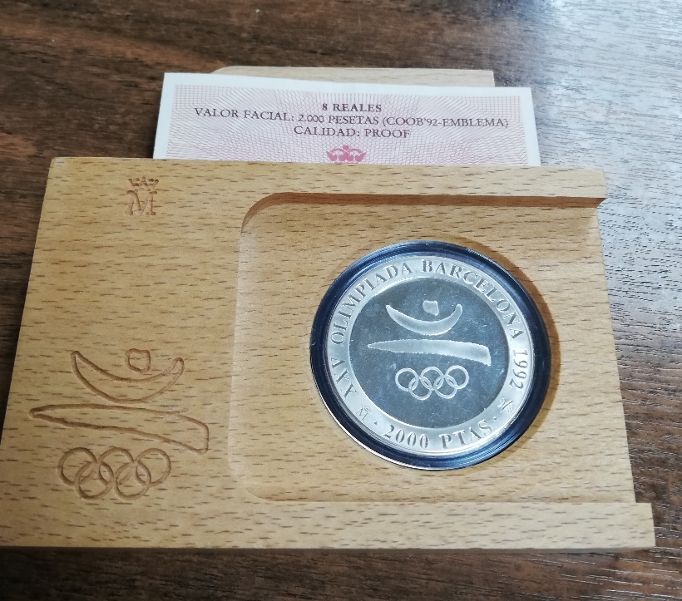 8 REALES
VALOR FACIAL: 2.000 PESETAS (COOB'92-EMBLEMA)
CALIDAD: PROOF
M
XXV OLIMPIADA BARCELONA 1992
M · 2000 PTAS ·